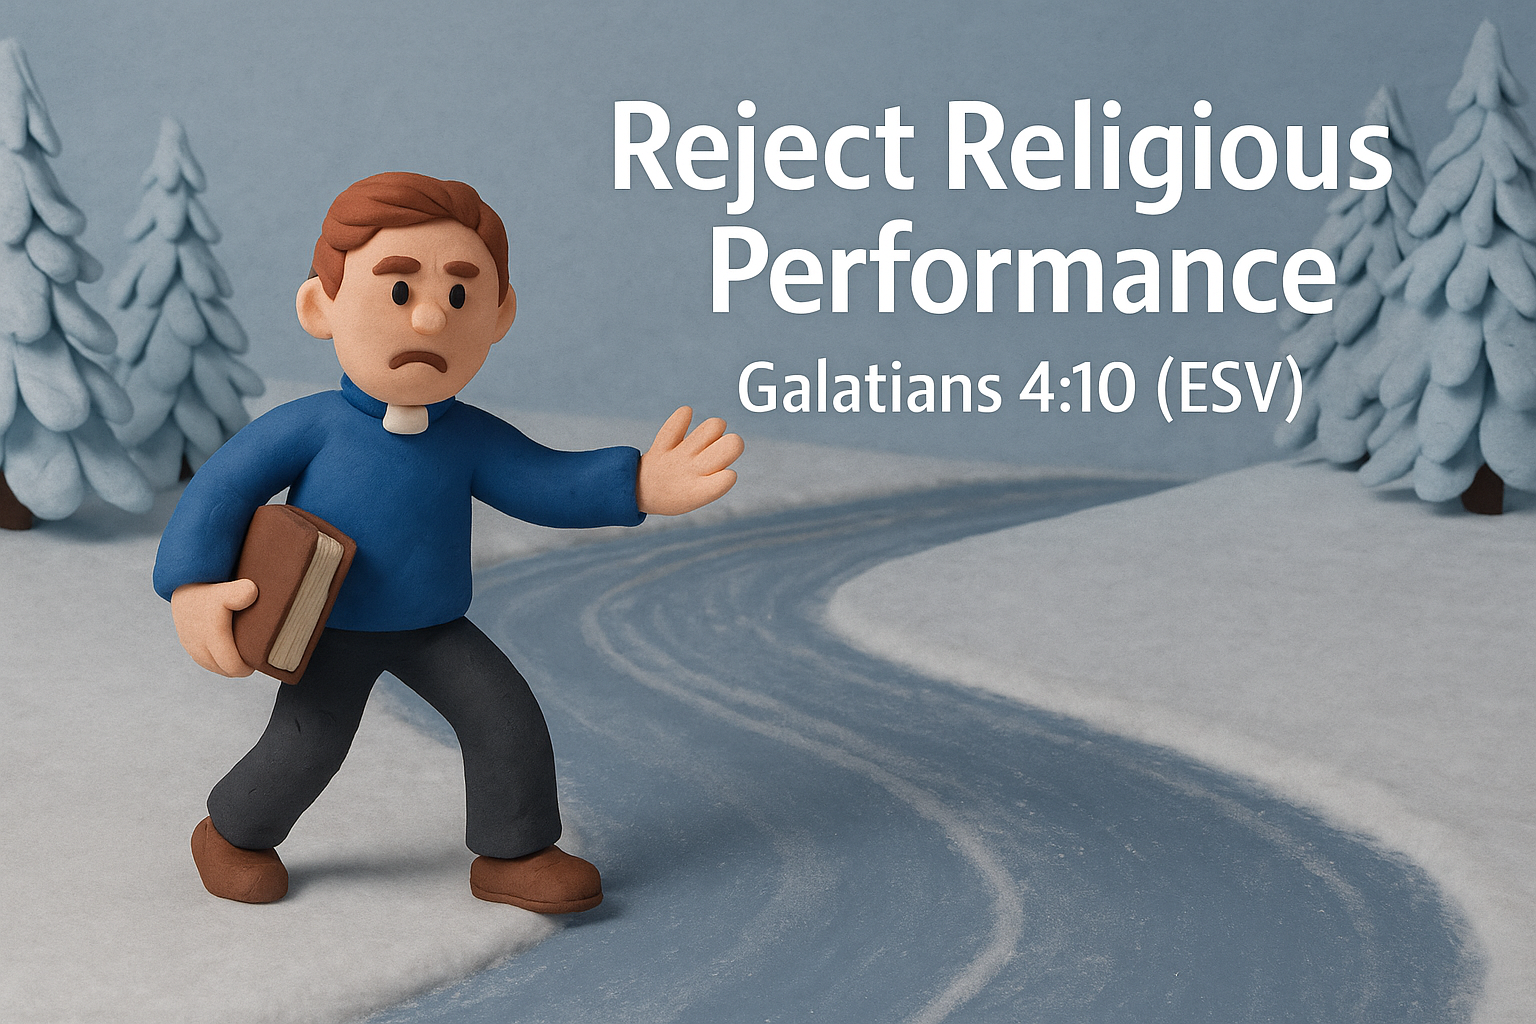 Reject Religious
Performance
Galatians 4:10 (ESV)